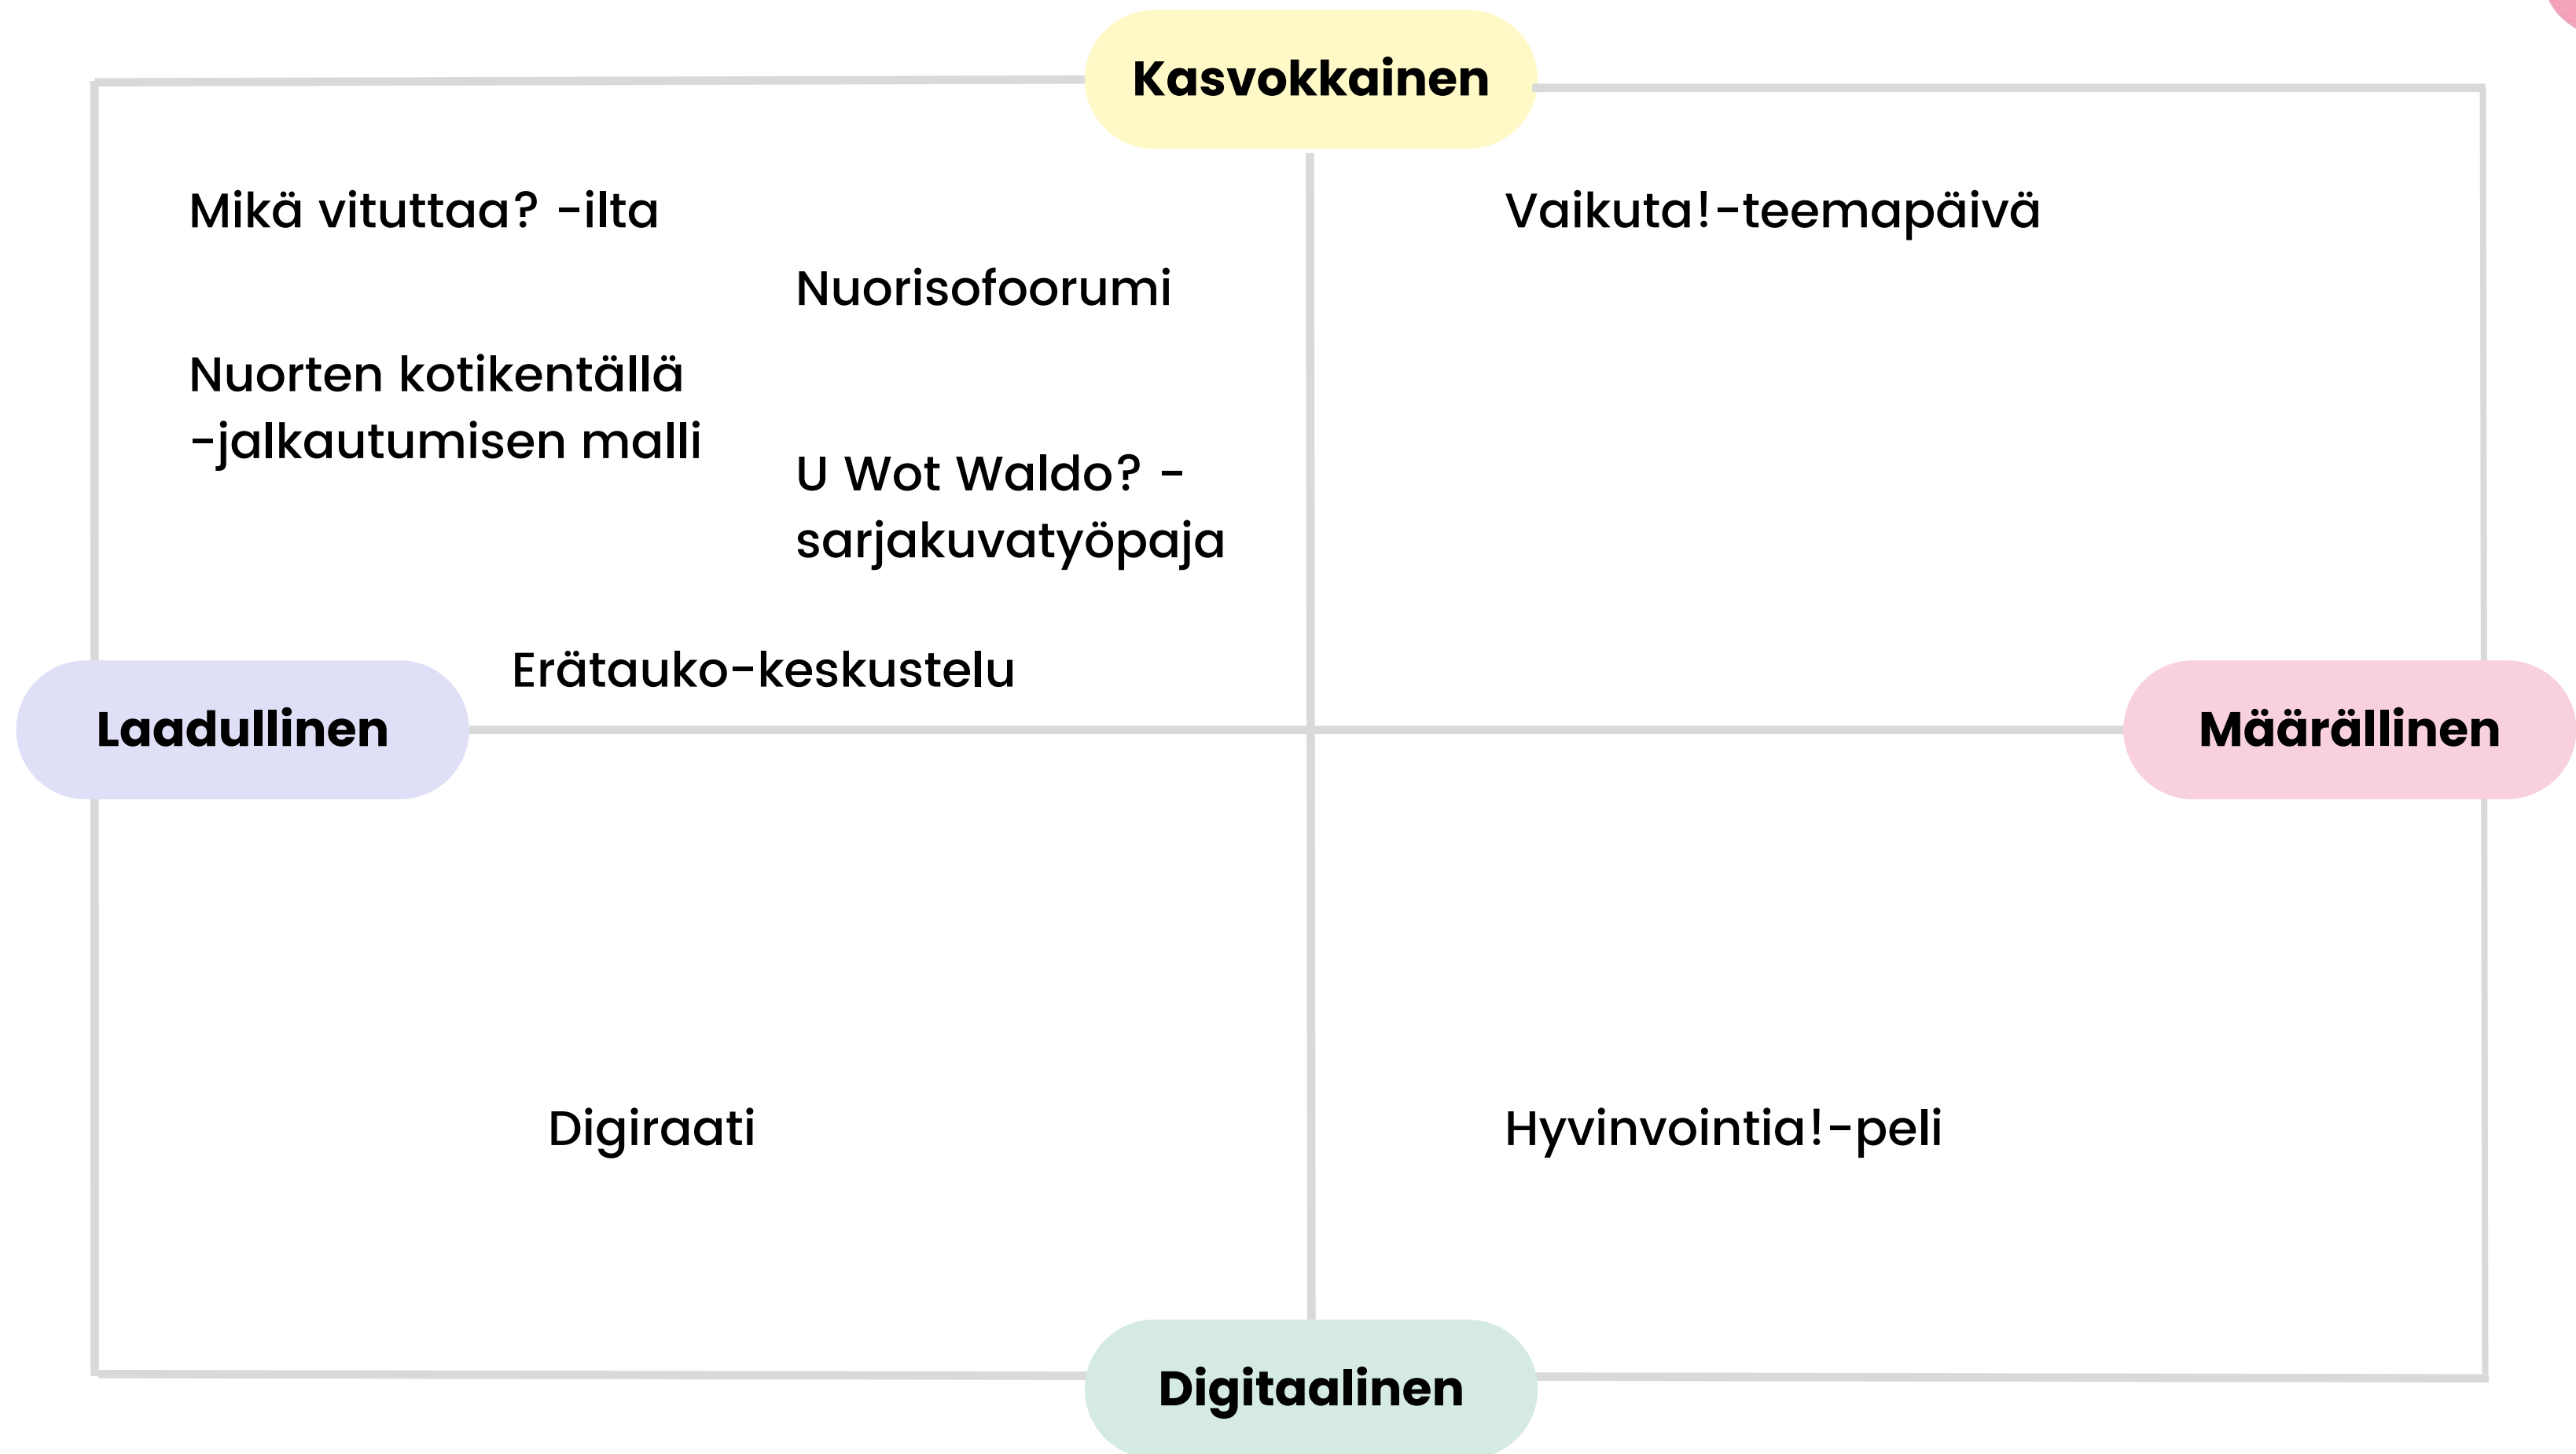 Kasvokkainen
Mikä vituttaa? -ilta
Vaikuta!-teemapäivä
Nuorisofoorumi
Nuorten kotikentällä
-jalkautumisen malli
U Wot Waldo? -
sarjakuvatyöpaja
Erätauko-keskustelu
Laadullinen
Määrällinen
Digiraati
Hyvinvointia!-peli
Digitaalinen